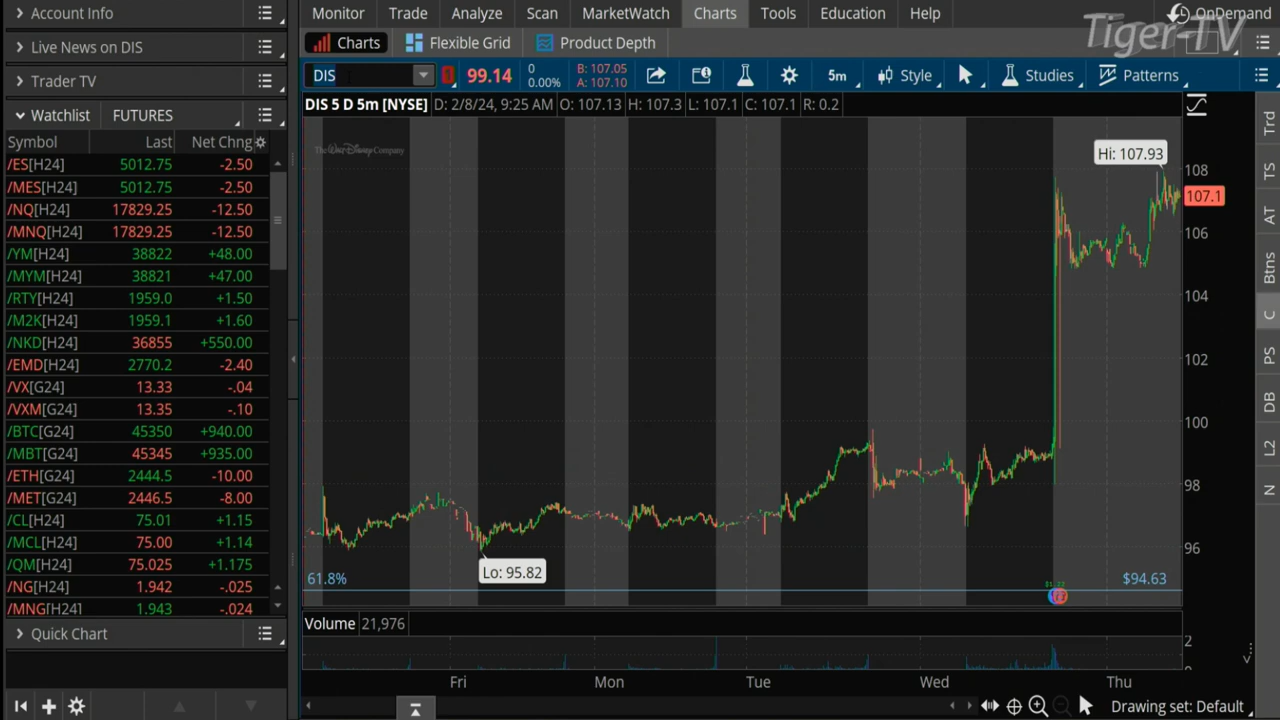 Account Info
Live News on DIS
Trader TV
Watchlist FUTURES
Symbol Last Net Chng
/ES[H24] 5012.75 -2.50
/MES[H24] 5012.75 -2.50
/NQ[H24] 17829.25 -12.50
/MNQ[H24] 17829.25 -12.50
/YM[H24] 38822 +48.00
/MYM[H24] 38821 +47.00
/RTY[H24] 1959.0 +1.50
/M2K[H24] 1959.1 +1.60
/NKD[H24] 36855 +550.00
/EMD[H24] 2770.2 -2.40
/VX[G24] 13.33 -.04
/VXM[G24] 13.35 -.10
/BTC[G24] 45350 +940.00
/MBT[G24] 45345 +935.00
/ETH[G24] 2444.5 -10.00
/MET[G24] 2446.5 -8.00
/CL[H24] 75.01 +1.15
/MCL[H24] 75.00 +1.14
/QM[H24] 75.025 +1.175
/NG[H24] 1.942 -.025
/MNG[H24] 1.943 -.024
Quick Chart
Monitor Trade Analyze Scan MarketWatch Charts Tools Education Help OnDemand
Tiger-TV
Charts Flexible Grid Product Depth
DIS 99.14 0 B: 107.05
0.00% A: 107.10
5m Style Studies Patterns
DIS 5 D 5m [NYSE] D: 2/8/24, 9:25 AM O: 107.13 H: 107.3 L: 107.1 C: 107.1 R: 0.2
The Walt Disney Company
Hi: 107.93
108
107.1
106
104
102
100
98
96
Lo: 95.82
61.8% $94.63
Volume 21,976
2
0
Fri Mon Tue Wed Thu
Drawing set: Default
Trd
TS
AT
Btns
C
PS
DB
L2
N